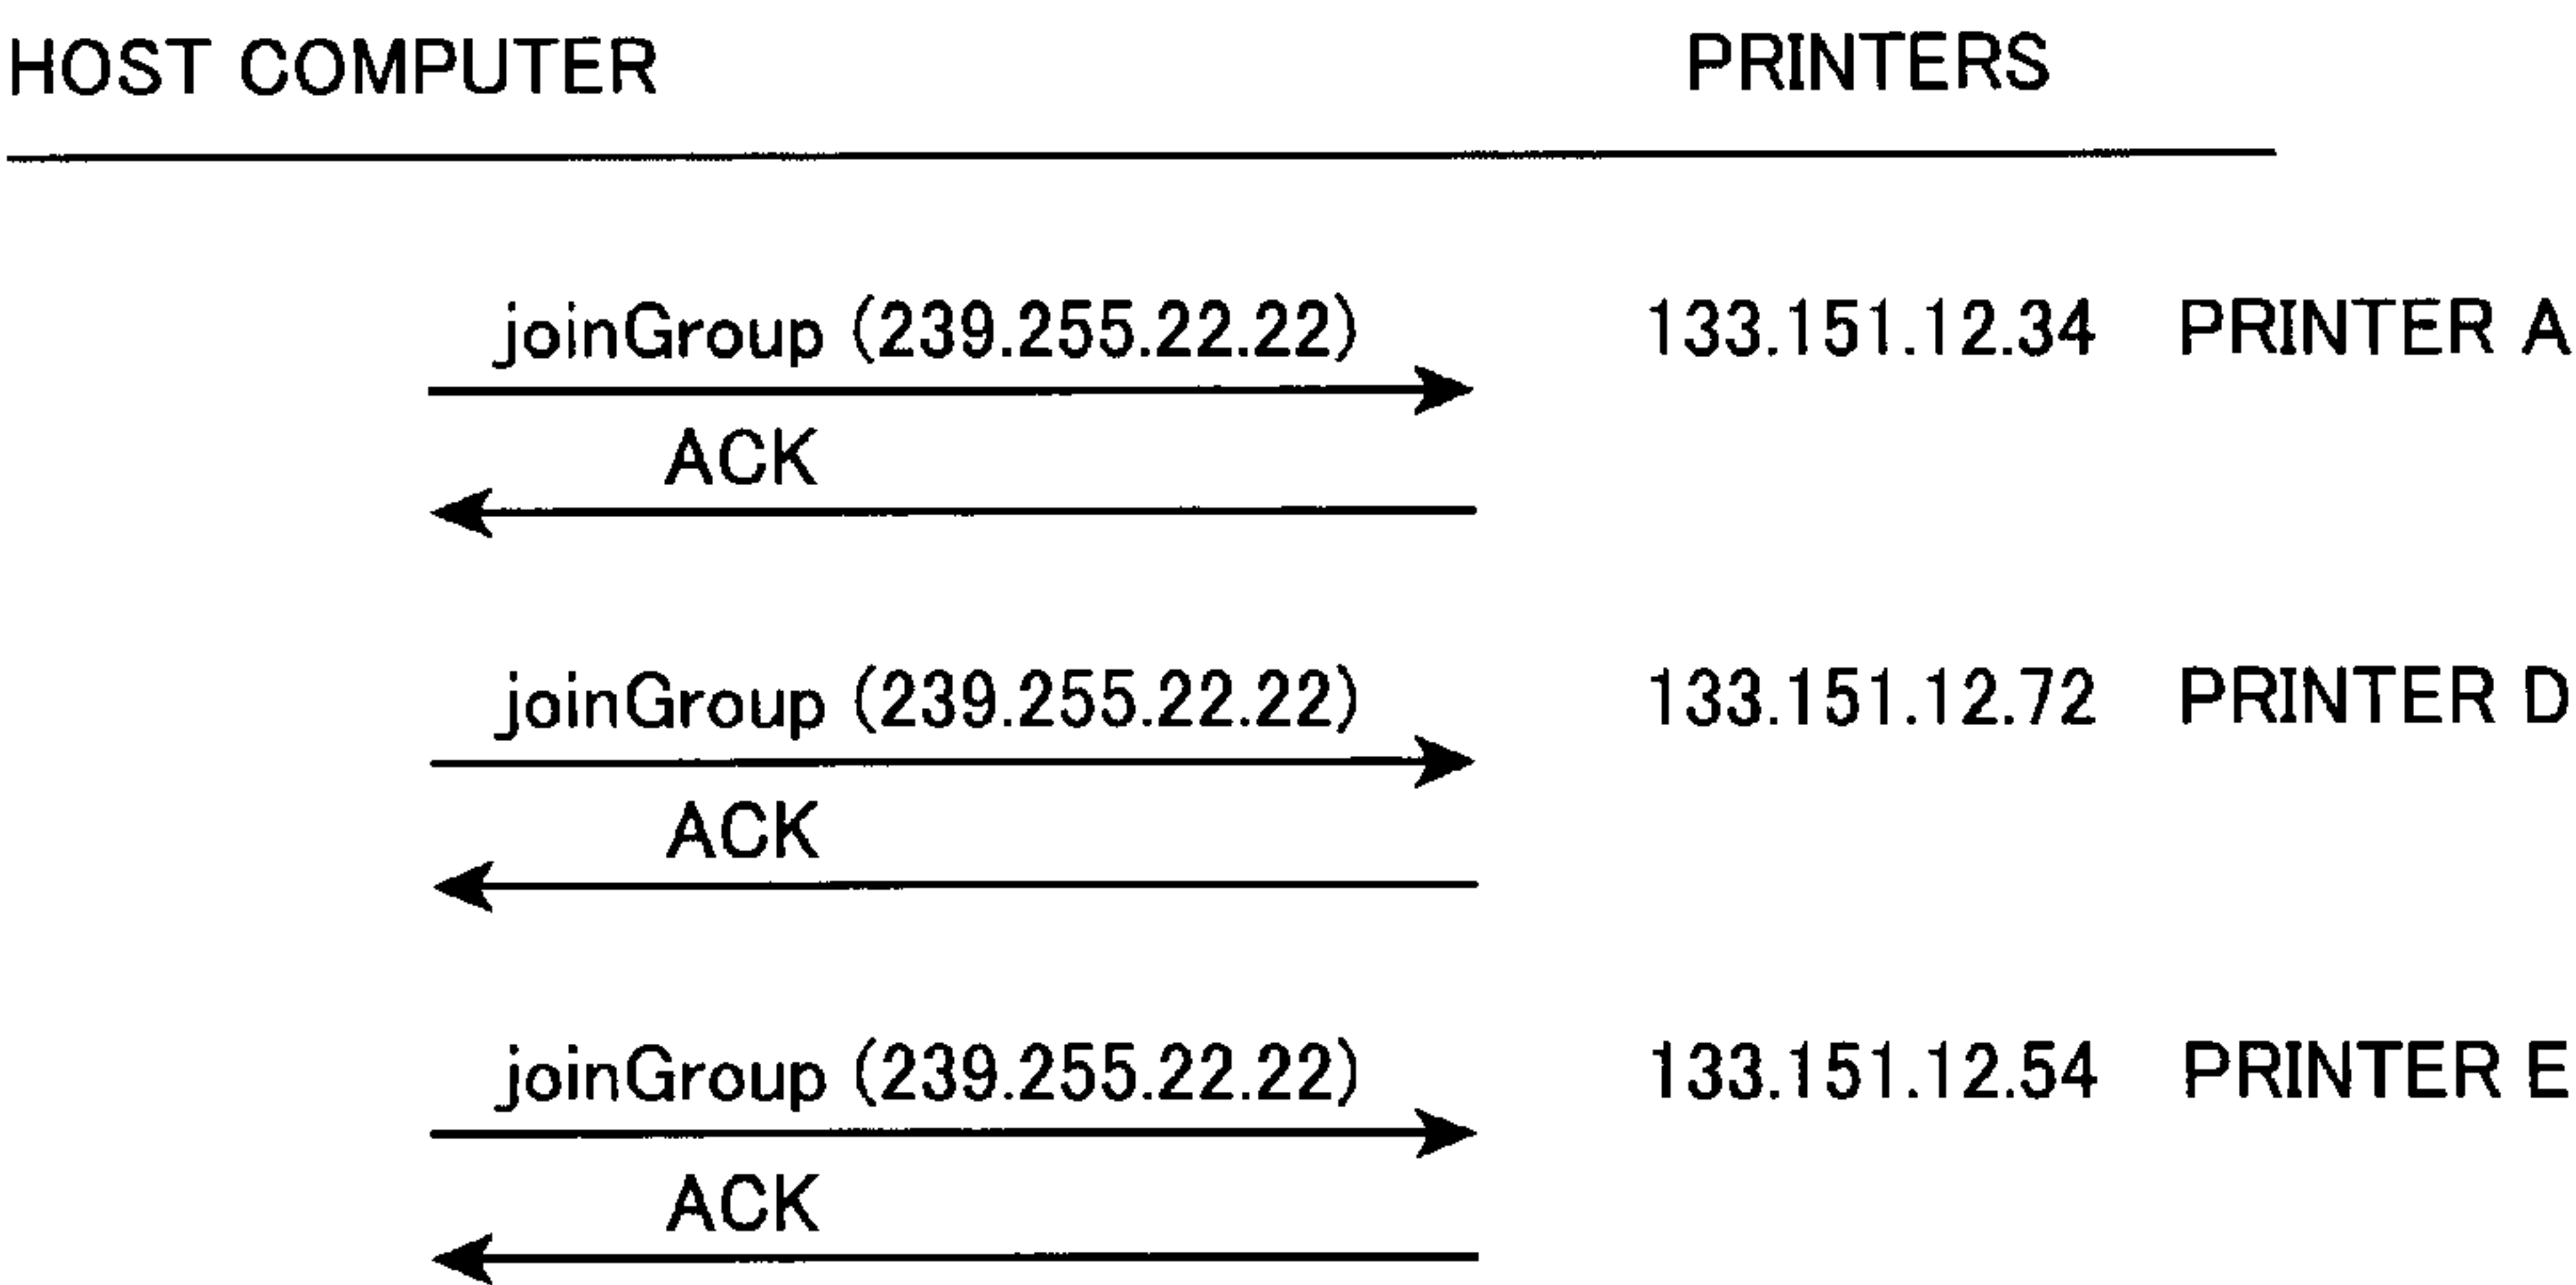 HOST COMPUTER PRINTERS
joinGroup (239.255.22.22) 133.151.12.34 PRINTER A
ACK
joinGroup (239.255.22.22) 133.151.12.72 PRINTER D
ACK
joinGroup (239.255.22.22) 133.151.12.54 PRINTER E
ACK